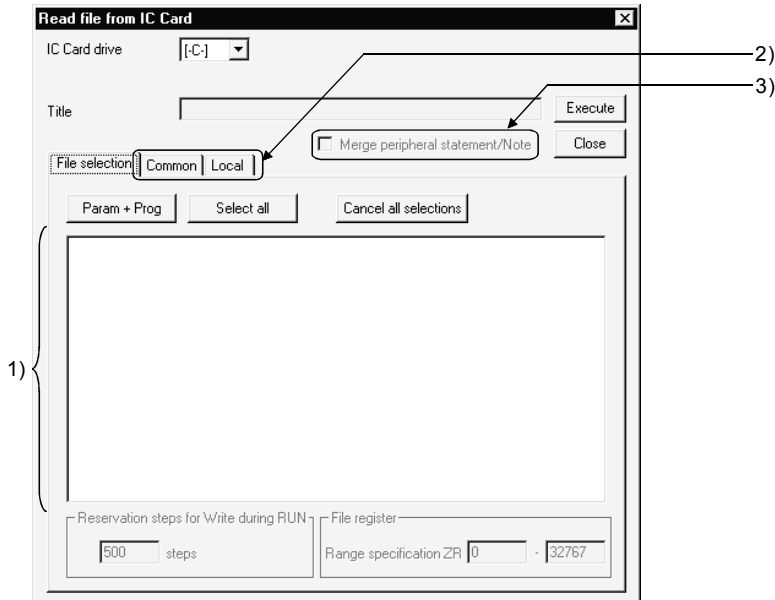 Read file from IC Card
IC Card drive [-C-]
2)
3)
Title Execute
Merge peripheral statement/Note Close
File selection Common Local
Param + Prog Select all Cancel all selections
1)
Reservation steps for Write during RUN File register
500 steps Range specification ZR 0 - 32767